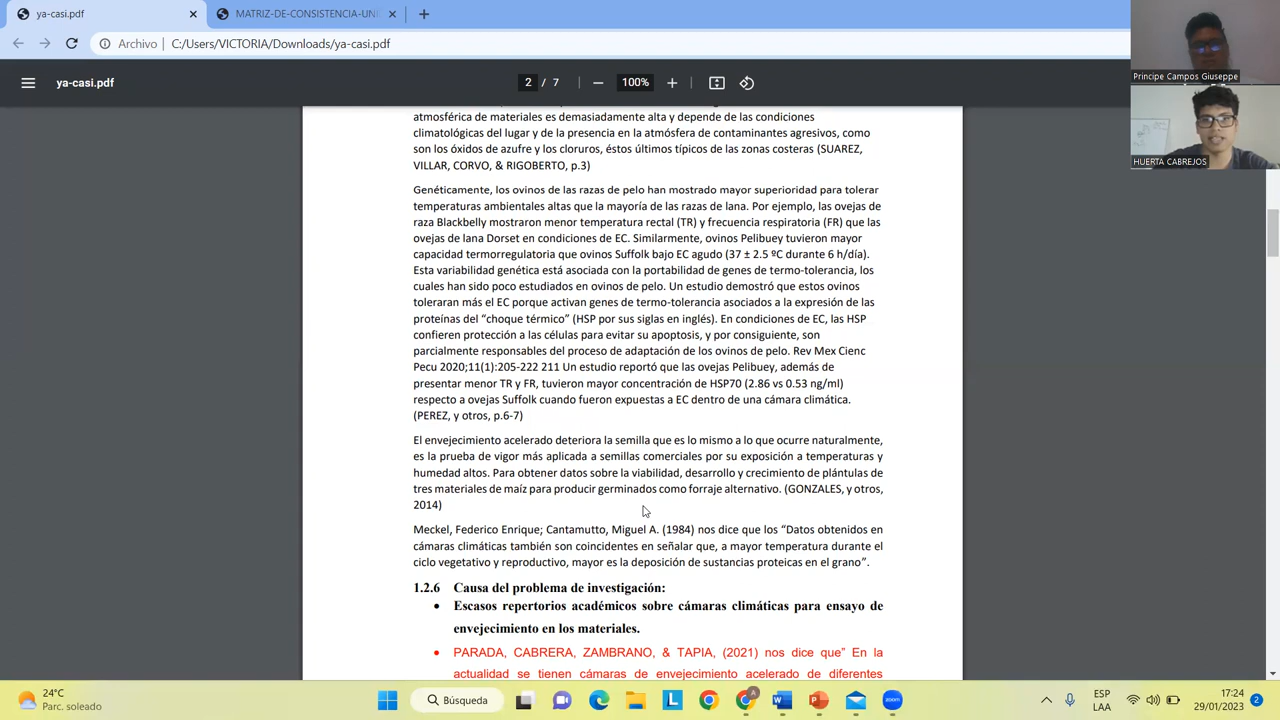 ya-casi.pdf
MATRIZ-DE-CONSISTENCIA-UNI
Archivo C:/Users/VICTORIA/Downloads/ya-casi.pdf
ya-casi.pdf
2 / 7
100%
Principe Campos Giuseppe
HUERTA CABREJOS
atmosférica de materiales es demasiadamente alta y depende de las condiciones
climatológicas del lugar y de la presencia en la atmósfera de contaminantes agresivos, como
son los óxidos de azufre y los cloruros, éstos últimos típicos de las zonas costeras (SUAREZ,
VILLAR, CORVO, & RIGOBERTO, p.3)
Genéticamente, los ovinos de las razas de pelo han mostrado mayor superioridad para tolerar
temperaturas ambientales altas que la mayoría de las razas de lana. Por ejemplo, las ovejas de
raza Blackbelly mostraron menor temperatura rectal (TR) y frecuencia respiratoria (FR) que las
ovejas de lana Dorset en condiciones de EC. Similarmente, ovinos Pelibuey tuvieron mayor
capacidad termorregulatoria que ovinos Suffolk bajo EC agudo (37 ± 2.5 ºC durante 6 h/día).
Esta variabilidad genética está asociada con la portabilidad de genes de termo-tolerancia, los
cuales han sido poco estudiados en ovinos de pelo. Un estudio demostró que estos ovinos
toleraran más el EC porque activan genes de termo-tolerancia asociados a la expresión de las
proteínas del “choque térmico” (HSP por sus siglas en inglés). En condiciones de EC, las HSP
confieren protección a las células para evitar su apoptosis, y por consiguiente, son
parcialmente responsables del proceso de adaptación de los ovinos de pelo. Rev Mex Cienc
Pecu 2020;11(1):205-222 211 Un estudio reportó que las ovejas Pelibuey, además de
presentar menor TR y FR, tuvieron mayor concentración de HSP70 (2.86 vs 0.53 ng/ml)
respecto a ovejas Suffolk cuando fueron expuestas a EC dentro de una cámara climática.
(PEREZ, y otros, p.6-7)
El envejecimiento acelerado deteriora la semilla que es lo mismo a lo que ocurre naturalmente,
es la prueba de vigor más aplicada a semillas comerciales por su exposición a temperaturas y
humedad altos. Para obtener datos sobre la viabilidad, desarrollo y crecimiento de plántulas de
tres materiales de maíz para producir germinados como forraje alternativo. (GONZALES, y otros,
2014)
Meckel, Federico Enrique; Cantamutto, Miguel A. (1984) nos dice que los “Datos obtenidos en
cámaras climáticas también son coincidentes en señalar que, a mayor temperatura durante el
ciclo vegetativo y reproductivo, mayor es la deposición de sustancias proteicas en el grano”.
1.2.6 Causa del problema de investigación:
• Escasos repertorios académicos sobre cámaras climáticas para ensayo de
envejecimiento en los materiales.
• PARADA, CABRERA, ZAMBRANO, & TAPIA, (2021) nos dice que” En la
actualidad se tienen cámaras de envejecimiento acelerado de diferentes
24°C
Parc. soleado
Búsqueda
ESP
LAA
17:24
29/01/2023
2